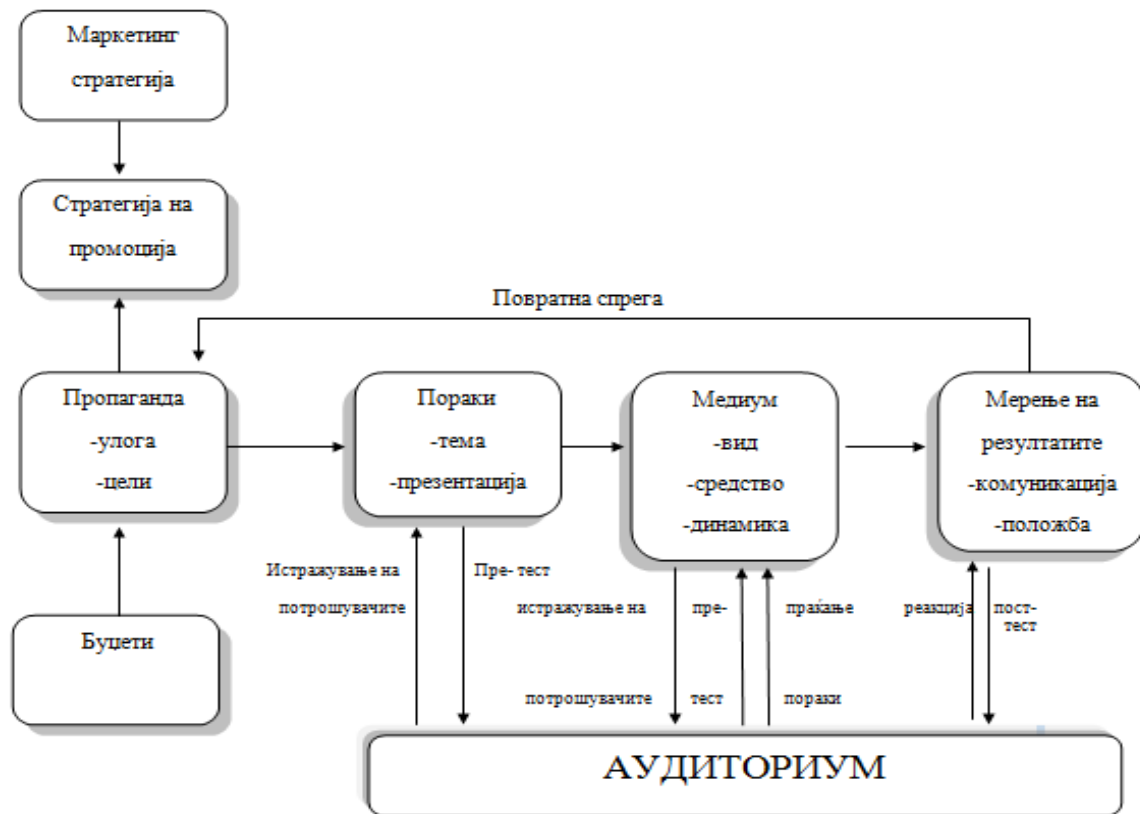 Маркетинг
стратегија
Стратегија на
промоција
Повратна спрега
Пропаганда
-улога
-цели
Пораки
-тема
-презентација
Медиум
-вид
-средство
-динамика
Мерење на
резултатите
-комуникација
-положба
Истражување на
потрошувачите
Пре- тест
истражување на
потрошувачите
пре-
тест
праќање
пораки
реакција
пост-
тест
Буџети
АУДИТОРИУМ